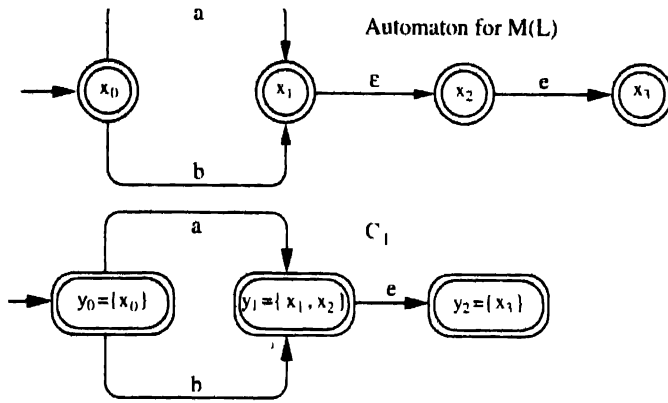 a
Automaton for M(L)
x₀ x₁ ε x₂ e x₃
b
a
C₁
y₀={x₀} y₁={x₁, x₂} e y₂={x₃}
b